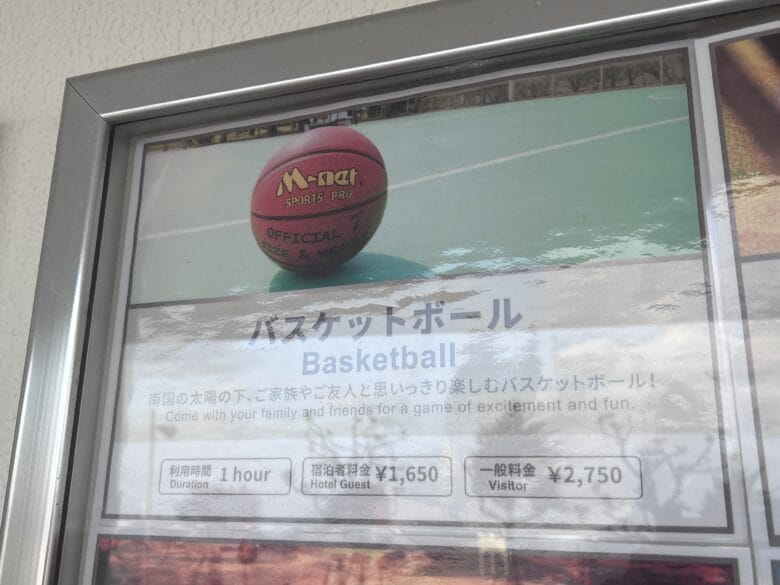 M-net
SPORTS PRO
OFFICIAL 7
SIZE & WEIGHT
バスケットボール
Basketball
南国の太陽の下、ご家族やご友人と思いっきり楽しむバスケットボール！
Come with your family and friends for a game of excitement and fun.
利用時間
Duration
1 hour
宿泊者料金
Hotel Guest
¥1,650
一般料金
Visitor
¥2,750